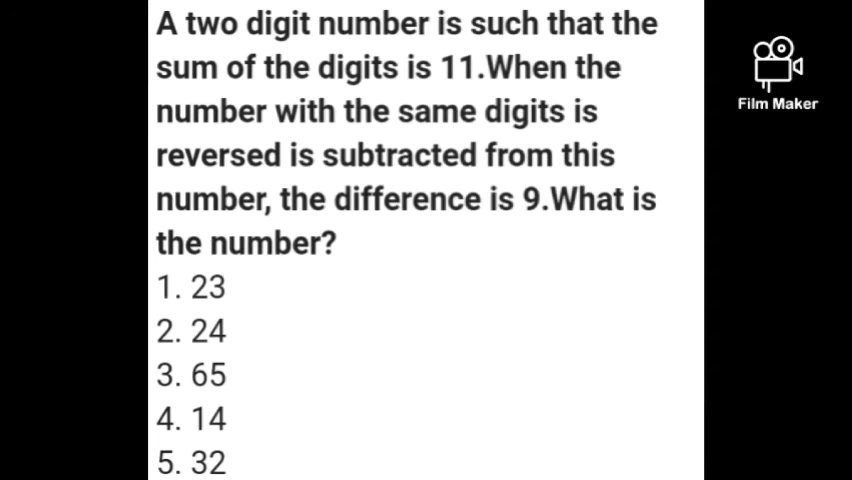 A two digit number is such that the
sum of the digits is 11.When the
number with the same digits is
reversed is subtracted from this
number, the difference is 9.What is
the number?
1. 23
2. 24
3. 65
4. 14
5. 32
Film Maker